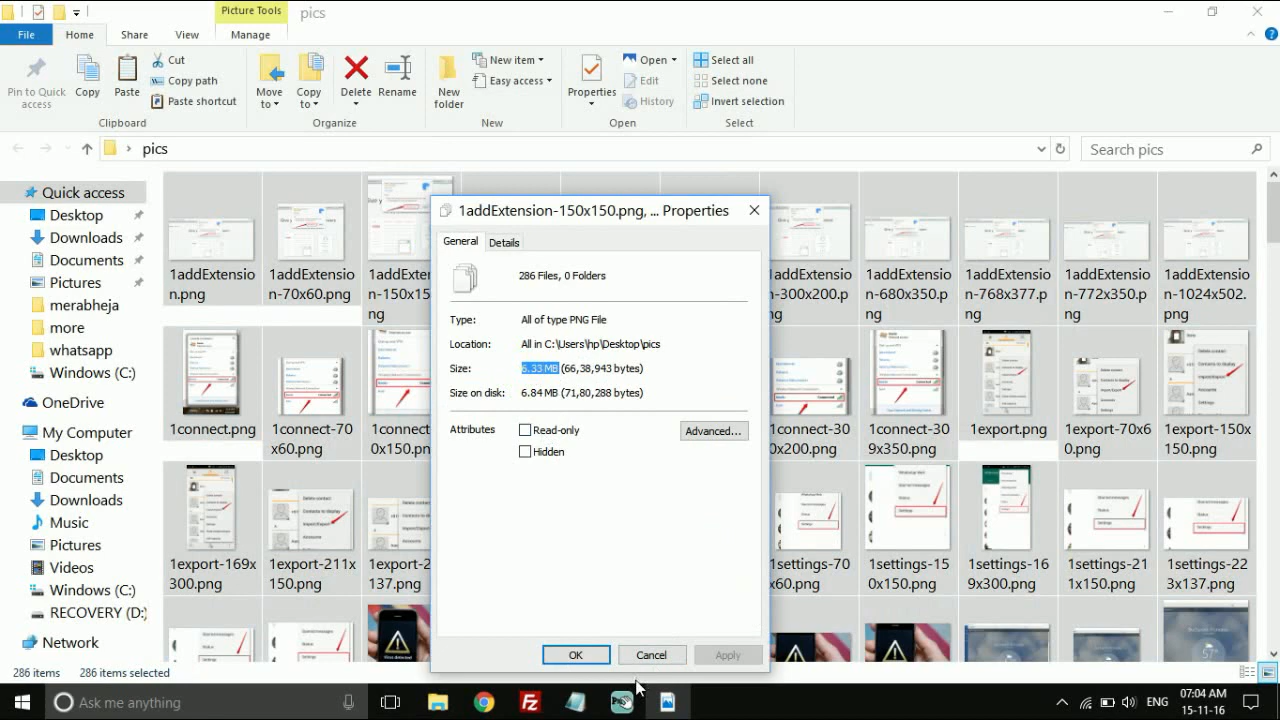 Picture Tools
pics
File
Home
Share
View
Manage
Pin to Quick
access
Copy
Paste
Cut
Copy path
Paste shortcut
Move
to
Copy
to
Delete
Rename
New
folder
New item
Easy access
Properties
Open
Edit
History
Select all
Select none
Invert selection
Clipboard
Organize
New
Open
Select
pics
Search pics
Quick access
Desktop
Downloads
Documents
Pictures
merabheja
more
whatsapp
Windows (C:)
OneDrive
My Computer
Desktop
Documents
Downloads
Music
Pictures
Videos
Windows (C:)
RECOVERY (D:)
Network
1addExtensio
n.png
1addExtensio
n-70x60.png
1addExtensio
n-150x15
n-300x200.p
ng
1addExtensio
n-680x350.p
ng
1addExtensio
n-768x377.p
ng
1addExtensio
n-772x350.p
ng
1addExtensio
n-1024x502.
png
1connect.png
1connect-70
x60.png
1connec
0x150.p
1connect-30
0x200.png
1connect-30
9x350.png
1export.png
1export-70x6
0.png
1export-150x
150.png
1export-169x
300.png
1export-211x
150.png
1export-2
137.png
1settings-70
x60.png
1settings-15
0x150.png
1settings-16
9x300.png
1settings-21
1x150.png
1settings-22
3x137.png
1addExtension-150x150.png, ... Properties
General
Details
286 Files, 0 Folders
Type: All of type PNG File
Location: All in C:\Users\hp\Desktop\pics
Size: 6.33 MB (66,38,943 bytes)
Size on disk: 6.84 MB (71,80,288 bytes)
Attributes
Read-only
Advanced...
Hidden
OK
Cancel
Apply
286 items
286 items selected
Ask me anything
ENG
07:04 AM
15-11-16